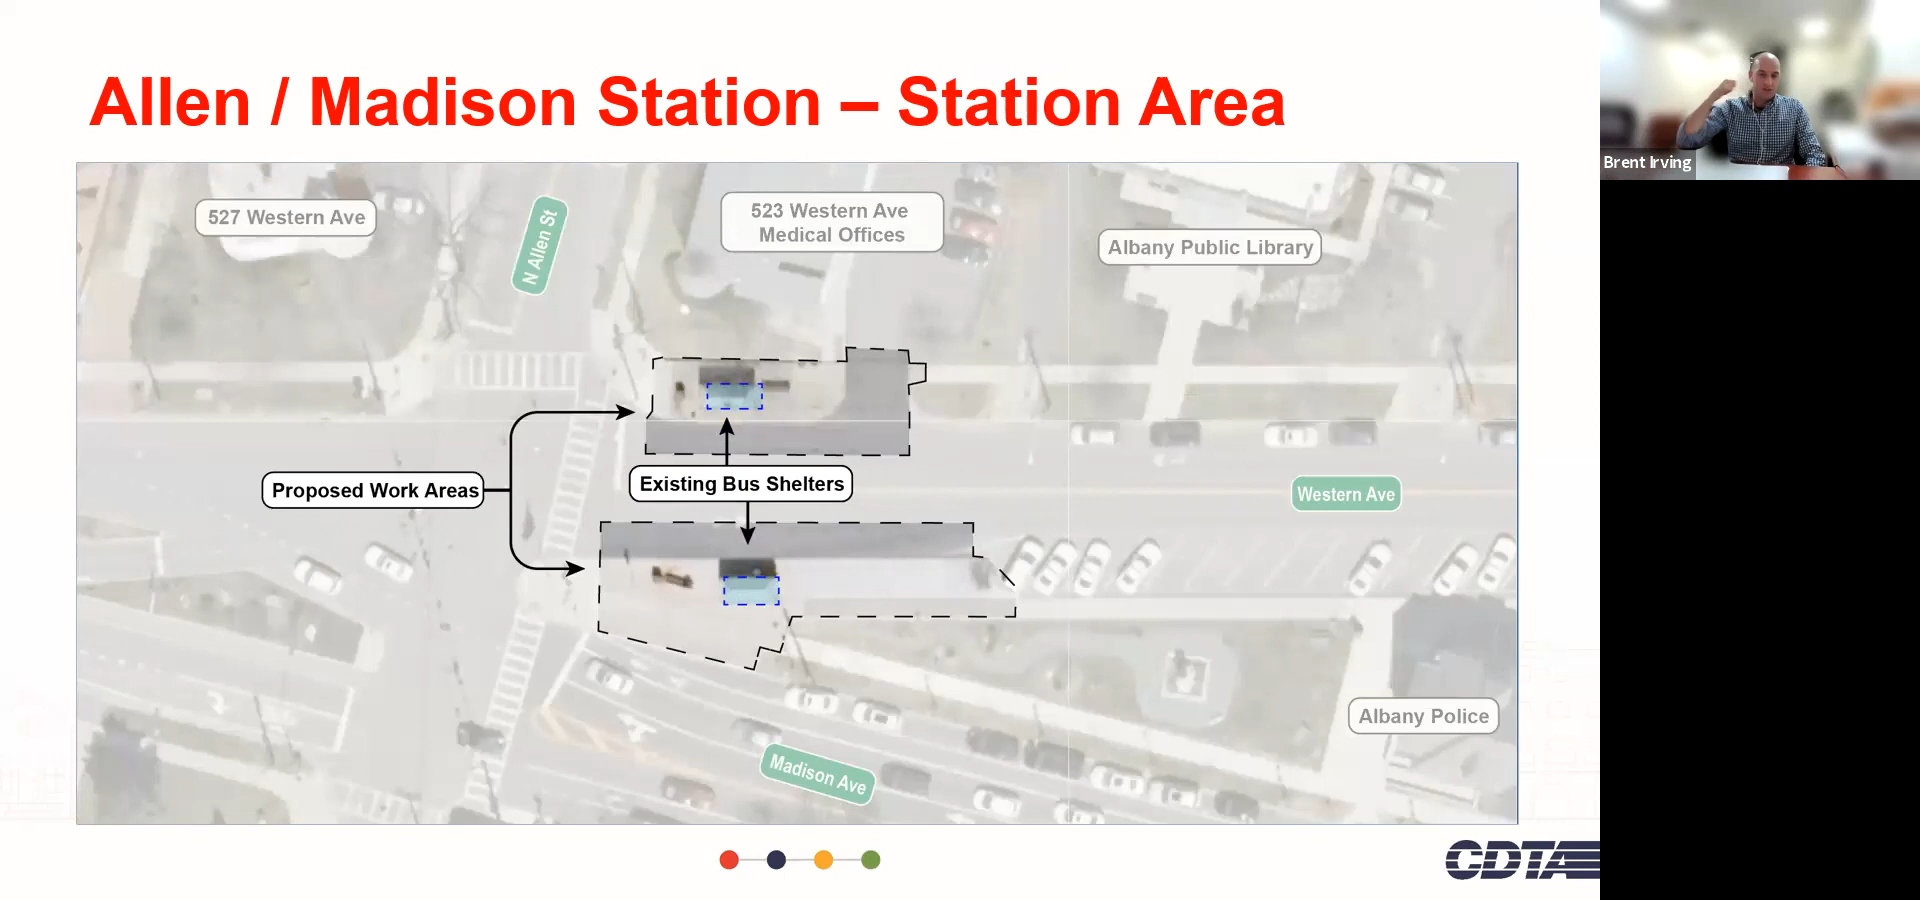 Allen / Madison Station – Station Area
Brent Irving
527 Western Ave
N Allen St
523 Western Ave
Medical Offices
Albany Public Library
Proposed Work Areas
Existing Bus Shelters
Western Ave
Albany Police
Madison Ave
CDTA